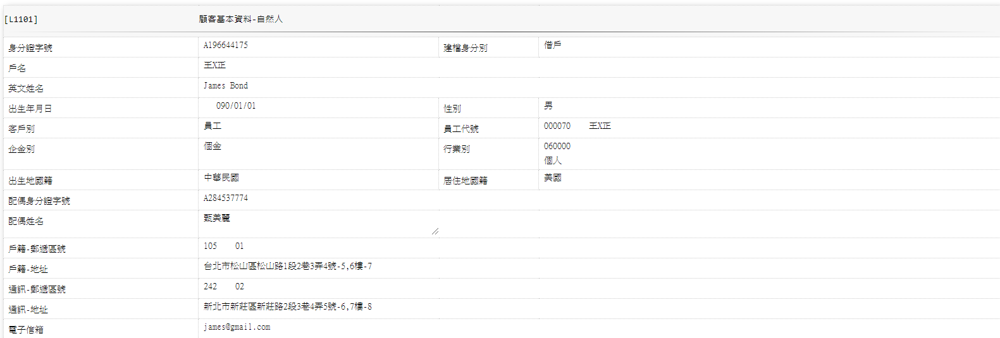 [L1101] 顧客基本資料-自然人
身分證字號 A196644175 建檔身分別 借戶
戶名 王X正
英文姓名 James Bond
出生年月日 090/01/01 性別 男
客戶別 員工 員工代號 000070 王X正
企金別 個金 行業別 060000
個人
出生地國籍 中華民國 居住地國籍 美國
配偶身分證字號 A284537774
配偶姓名 甄美麗
戶籍-郵遞區號 105 01
戶籍-地址 台北市松山區松山路1段2巷3弄4號-5,6樓-7
通訊-郵遞區號 242 02
通訊-地址 新北市新莊區新莊路2段3巷4弄5號-6,7樓-8
電子信箱 james@gmail.com